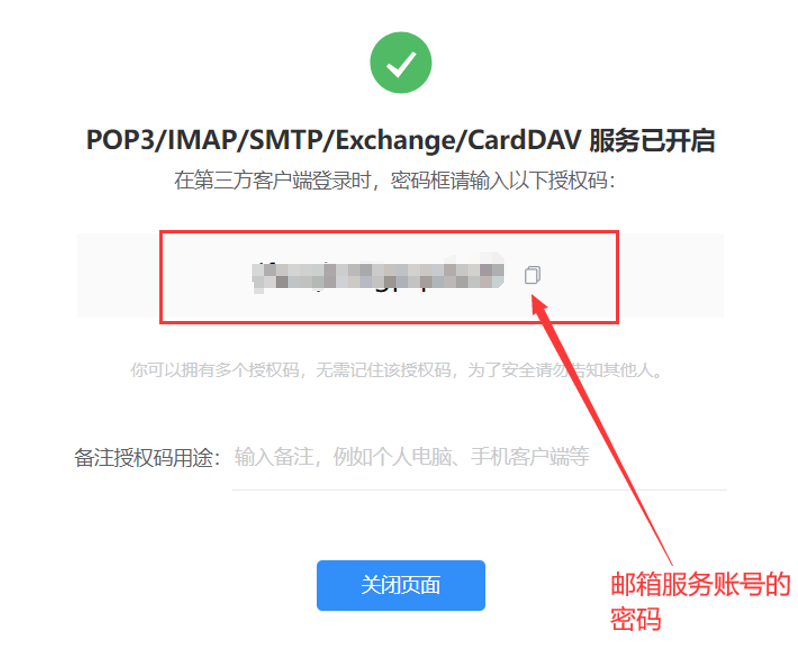 POP3/IMAP/SMTP/Exchange/CardDAV 服务已开启
在第三方客户端登录时，密码框请输入以下授权码：
你可以拥有多个授权码，无需记住该授权码，为了安全请勿告知其他人。
备注授权码用途：
输入备注，例如个人电脑、手机客户端等
关闭页面
邮箱服务账号的
密码